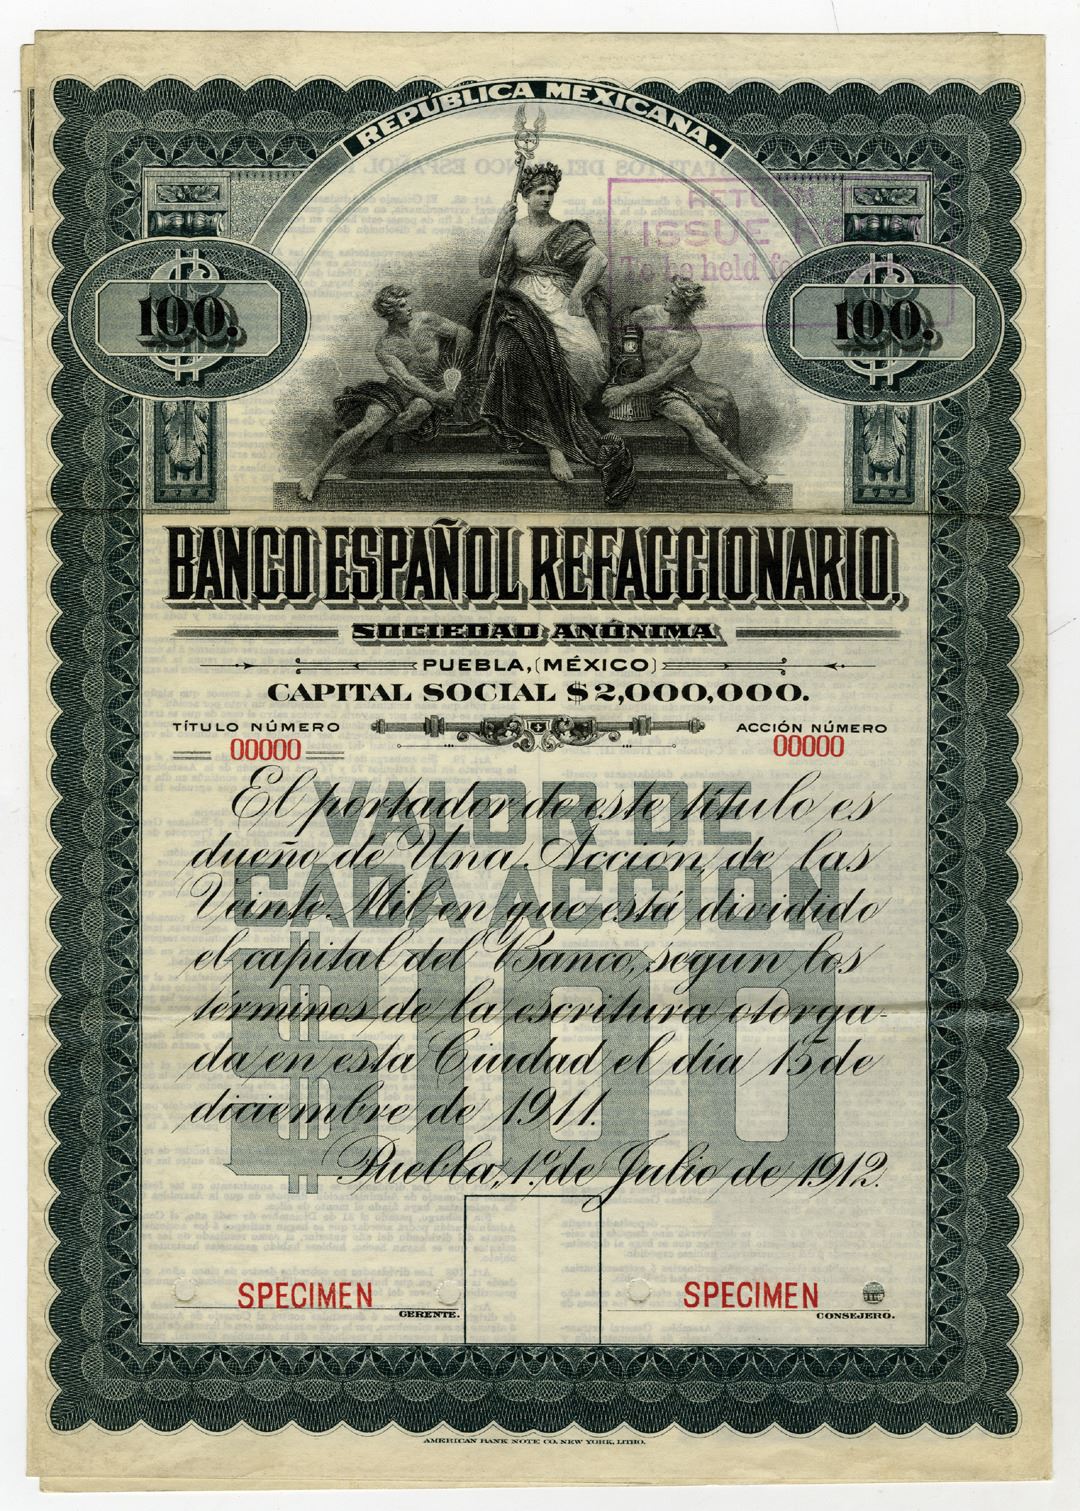 REPÚBLICA MEXICANA.
RETURN
ISSUE
To be held
100.
100.
BANCO ESPAÑOL REFACCIONARIO,
SOCIEDAD ANÓNIMA
PUEBLA, (MÉXICO)
CAPITAL SOCIAL $2,000,000.
TÍTULO NÚMERO
00000
ACCIÓN NÚMERO
00000
VALOR DE
CADA ACCIÓN
$100
El portador de este título es
dueño de Una Acción, de las
Veinte Mil en que está dividido
el capital del Banco, segun los
términos de la escritura otorga-
da en esta Ciudad el día 15 de
diciembre de 1911.
Puebla, 1º de Julio de 1912.
SPECIMEN
GERENTE.
SPECIMEN
CONSEJERO.
AMERICAN BANK NOTE CO. NEW YORK, LITHO.